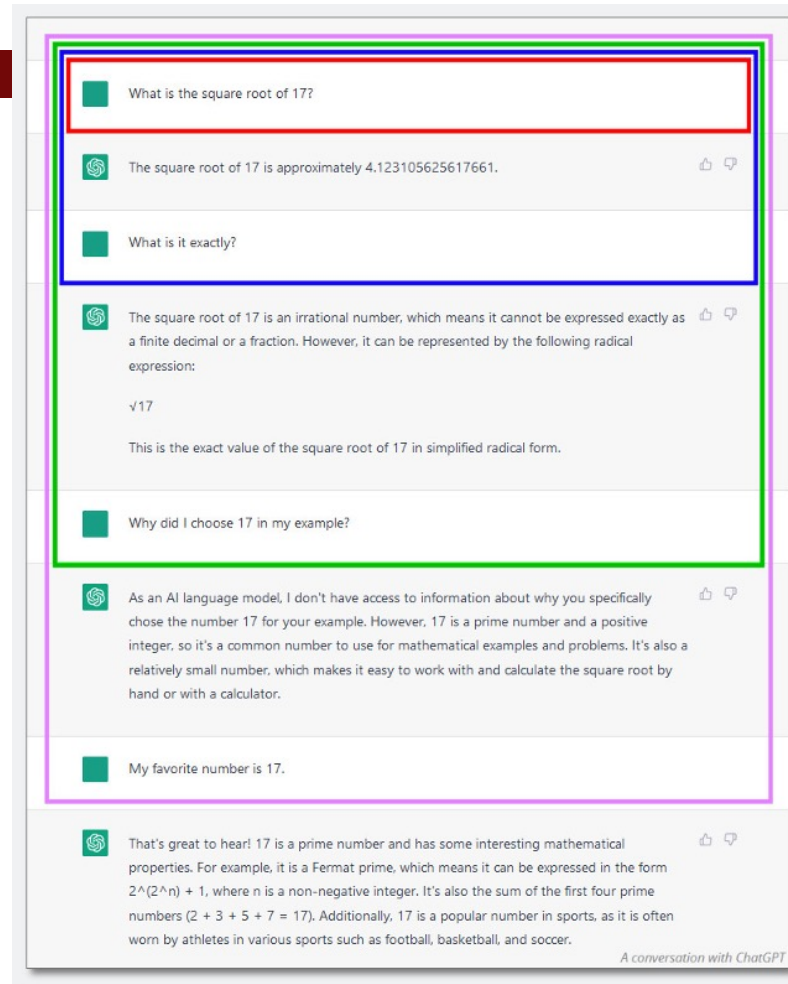 What is the square root of 17?
The square root of 17 is approximately 4.123105625617661.
What is it exactly?
The square root of 17 is an irrational number, which means it cannot be expressed exactly as
a finite decimal or a fraction. However, it can be represented by the following radical
expression:
√17
This is the exact value of the square root of 17 in simplified radical form.
Why did I choose 17 in my example?
As an AI language model, I don't have access to information about why you specifically
chose the number 17 for your example. However, 17 is a prime number and a positive
integer, so it's a common number to use for mathematical examples and problems. It's also a
relatively small number, which makes it easy to work with and calculate the square root by
hand or with a calculator.
My favorite number is 17.
That's great to hear! 17 is a prime number and has some interesting mathematical
properties. For example, it is a Fermat prime, which means it can be expressed in the form
2^(2^n) + 1, where n is a non-negative integer. It's also the sum of the first four prime
numbers (2 + 3 + 5 + 7 = 17). Additionally, 17 is a popular number in sports, as it is often
worn by athletes in various sports such as football, basketball, and soccer.
A conversation with ChatGPT